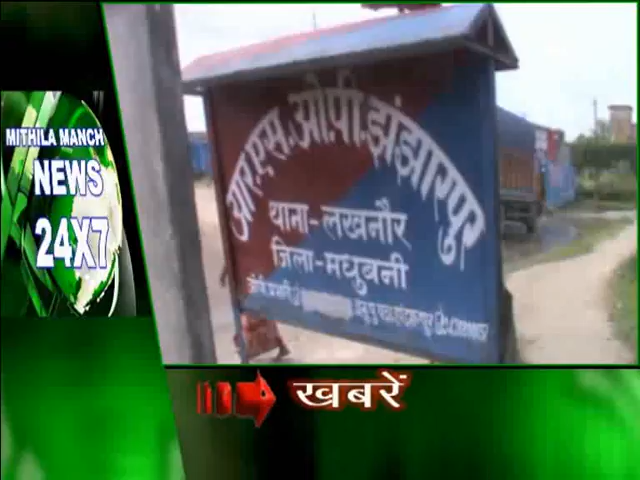 MITHILA MANCH
NEWS
24X7
आर.एस.ओ.पी.झंझारपुर
थाना-लखनौर
जिला-मधुबनी
खबरें